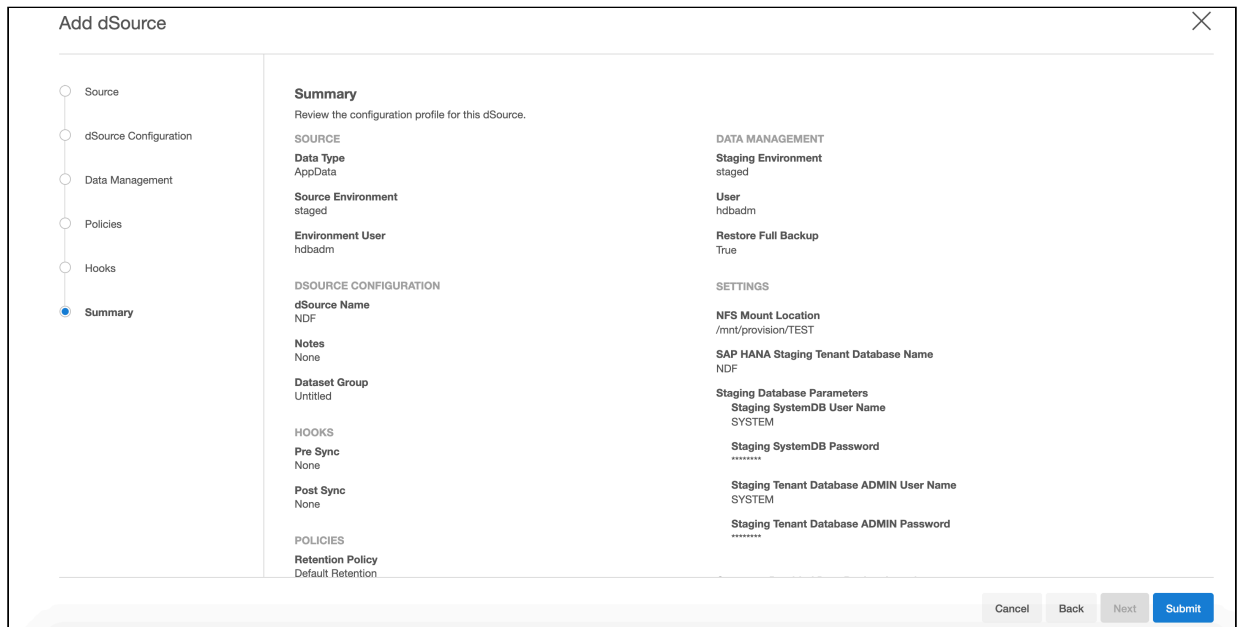 Add dSource
Source
dSource Configuration
Data Management
Policies
Hooks
Summary
Summary
Review the configuration profile for this dSource.
SOURCE
Data Type
AppData
Source Environment
staged
Environment User
hdbadm
DSOURCE CONFIGURATION
dSource Name
NDF
Notes
None
Dataset Group
Untitled
HOOKS
Pre Sync
None
Post Sync
None
POLICIES
Retention Policy
Default Retention
DATA MANAGEMENT
Staging Environment
staged
User
hdbadm
Restore Full Backup
True
SETTINGS
NFS Mount Location
/mnt/provision/TEST
SAP HANA Staging Tenant Database Name
NDF
Staging Database Parameters
Staging SystemDB User Name
SYSTEM
Staging SystemDB Password
********
Staging Tenant Database ADMIN User Name
SYSTEM
Staging Tenant Database ADMIN Password
********
Cancel
Back
Next
Submit